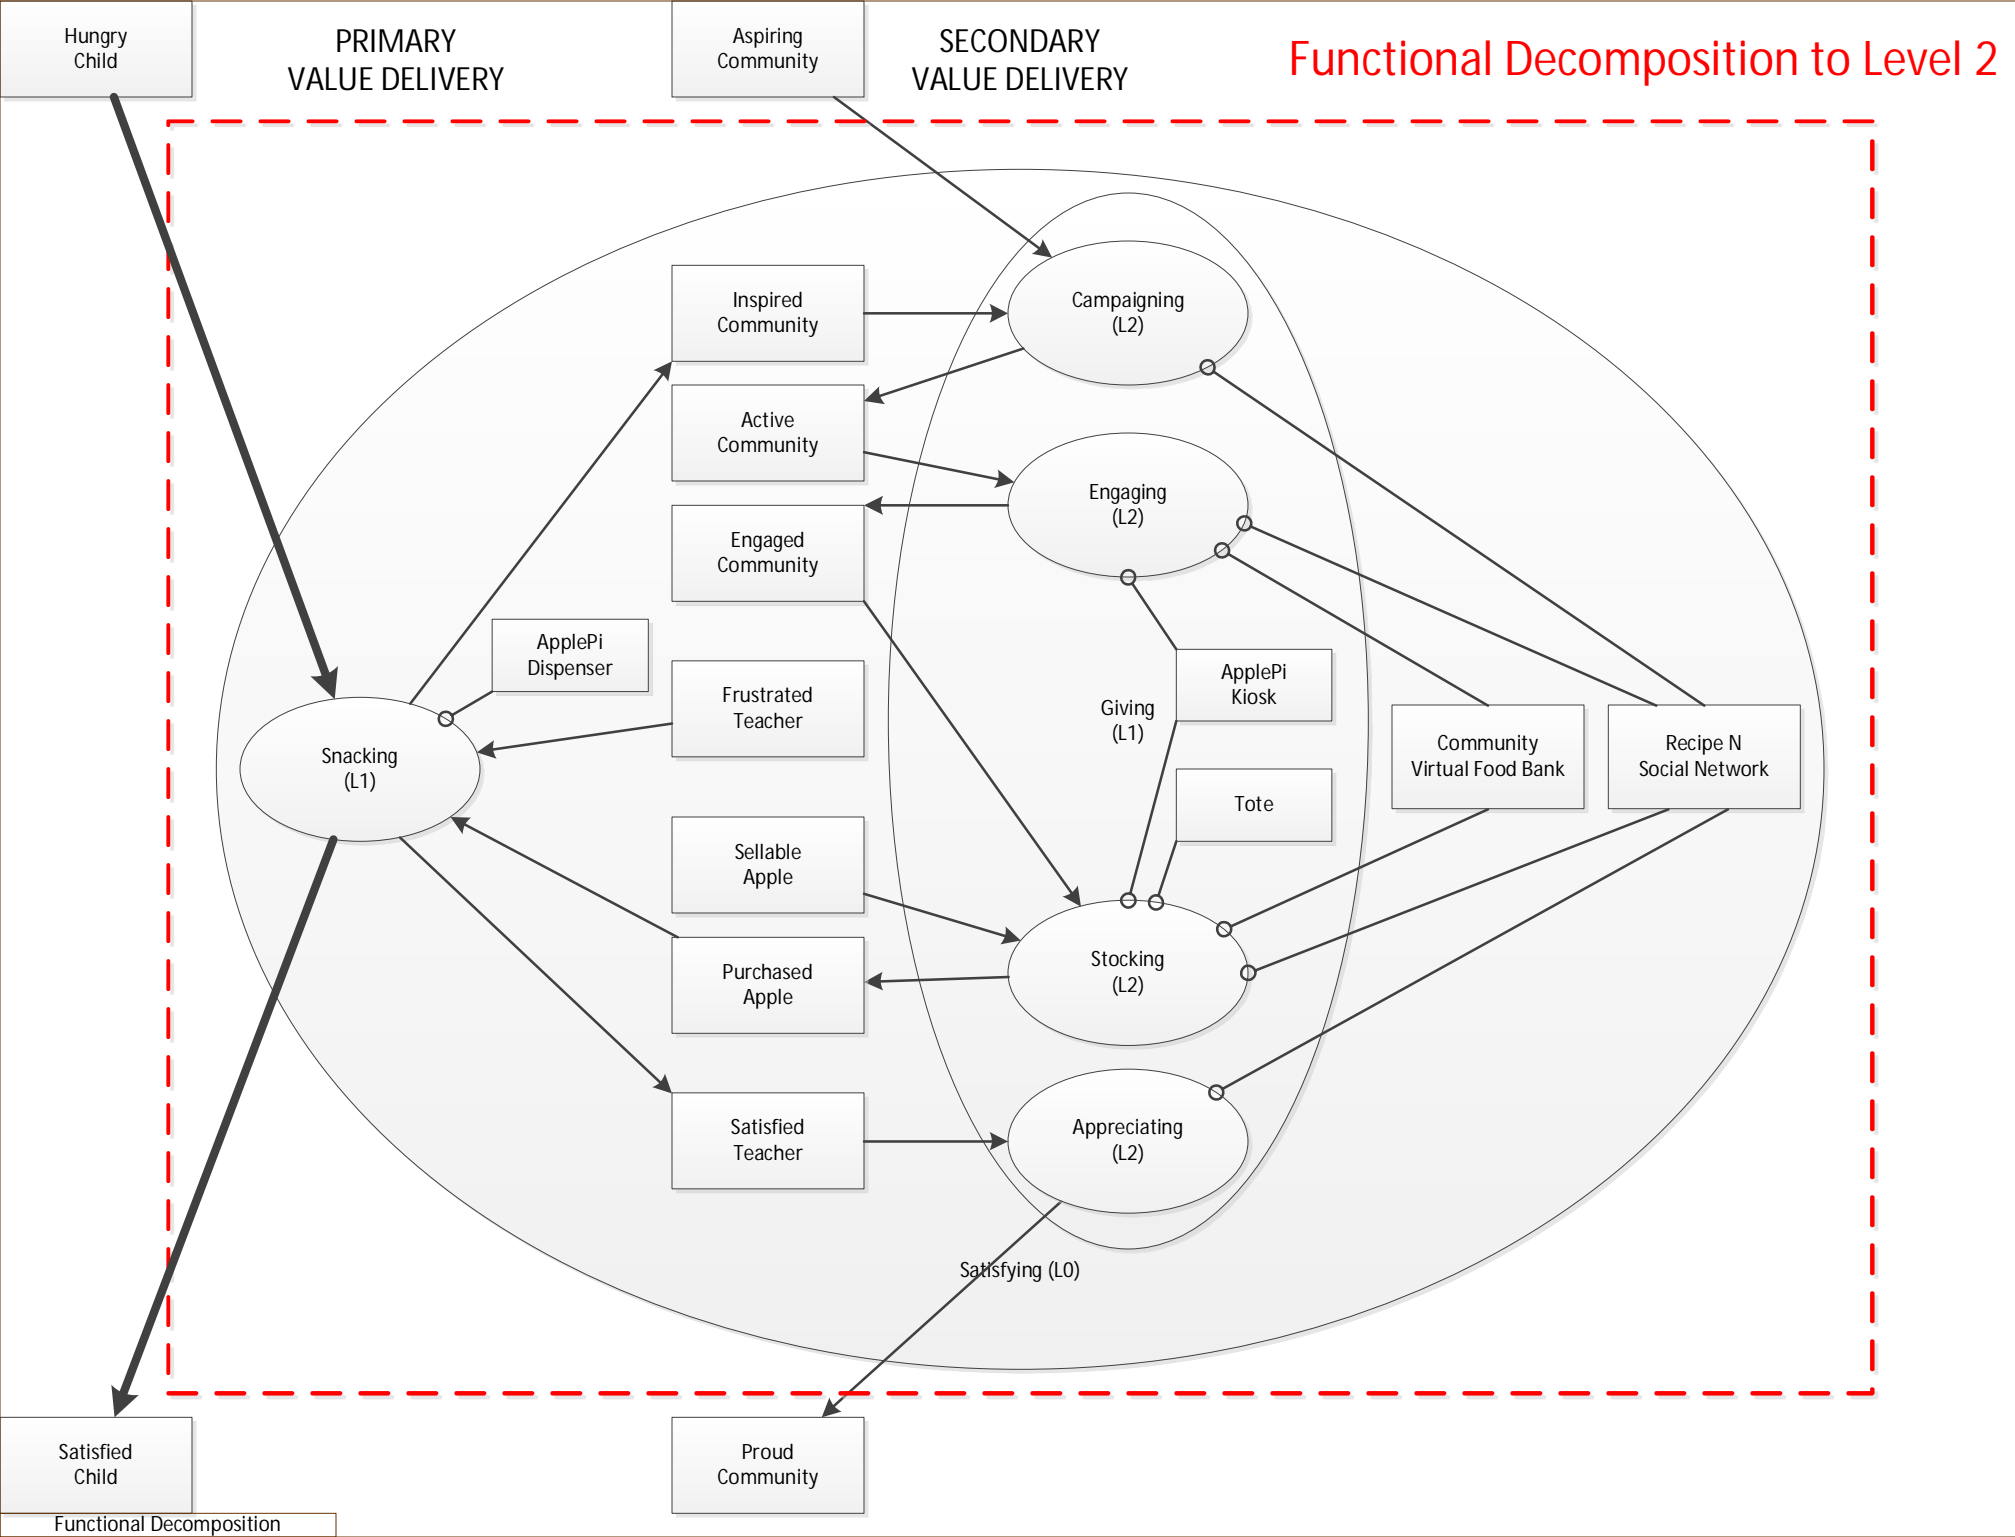 Hungry
Child
PRIMARY
VALUE DELIVERY
Aspiring
Community
SECONDARY
VALUE DELIVERY
Functional Decomposition to Level 2
Inspired
Community
Campaigning
(L2)
Active
Community
Engaging
(L2)
Engaged
Community
ApplePi
Dispenser
Frustrated
Teacher
ApplePi
Kiosk
Giving
(L1)
Snacking
(L1)
Community
Virtual Food Bank
Recipe N
Social Network
Tote
Sellable
Apple
Purchased
Apple
Stocking
(L2)
Satisfied
Teacher
Appreciating
(L2)
Satisfying (L0)
Satisfied
Child
Proud
Community
Functional Decomposition